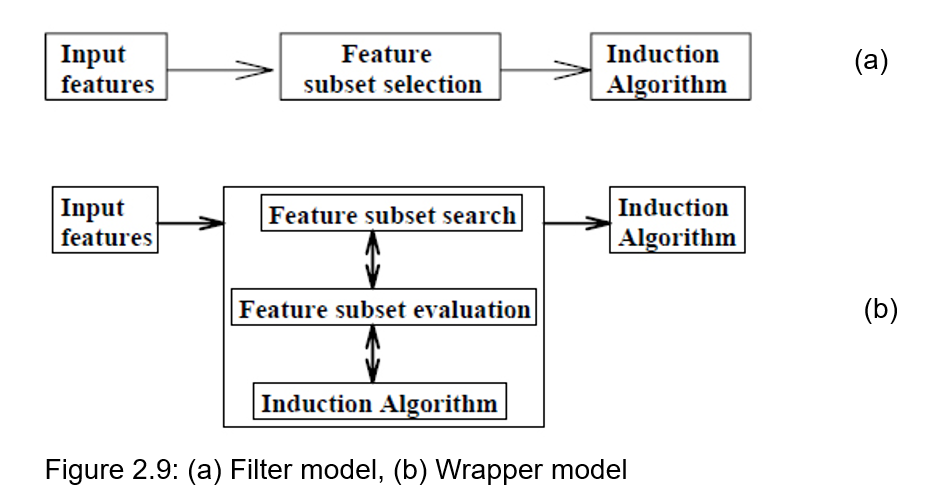 Input
features
Feature
subset selection
Induction
Algorithm
(a)
Input
features
Feature subset search
Feature subset evaluation
Induction Algorithm
Induction
Algorithm
(b)
Figure 2.9: (a) Filter model, (b) Wrapper model